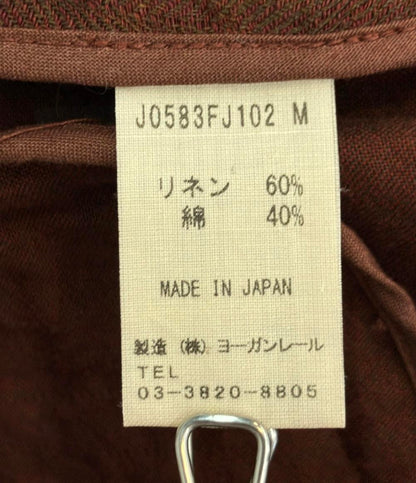 J0583FJ102 M
リネン 60%
綿 40%
MADE IN JAPAN
製造 (株) ヨーガンレール
TEL
03-3820-8805